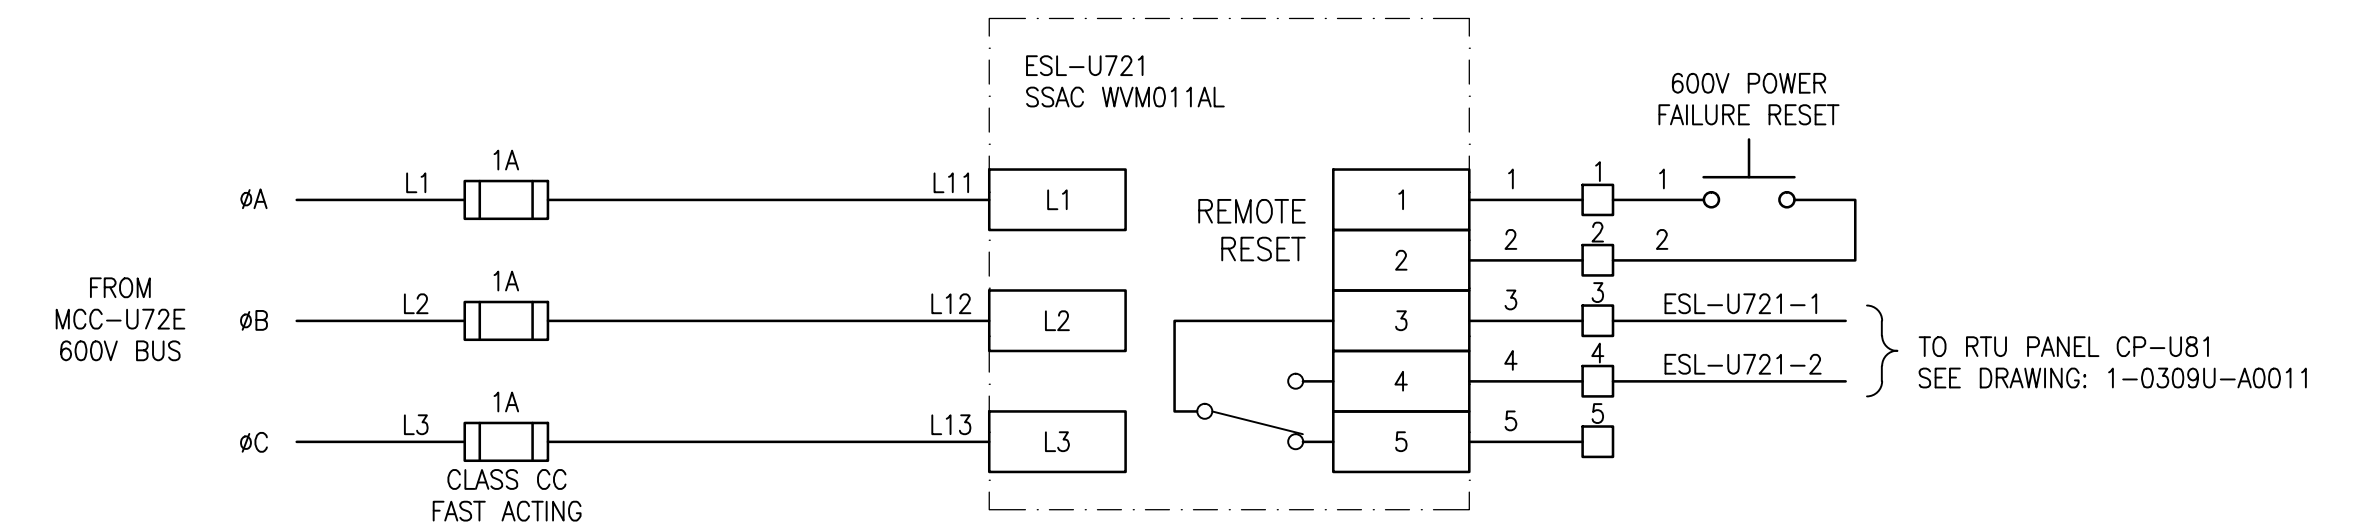 ESL-U721
SSAC WVM011AL
600V POWER
FAILURE RESET
FROM
MCC-U72E
600V BUS
øA
L1
1A
L11
L1
øB
L2
1A
L12
L2
øC
L3
1A
L13
L3
CLASS CC
FAST ACTING
REMOTE
RESET
1
1
1
1
2
2
2
2
3
3
3
ESL-U721-1
4
4
4
ESL-U721-2
5
5
5
TO RTU PANEL CP-U81
SEE DRAWING: 1-0309U-A0011